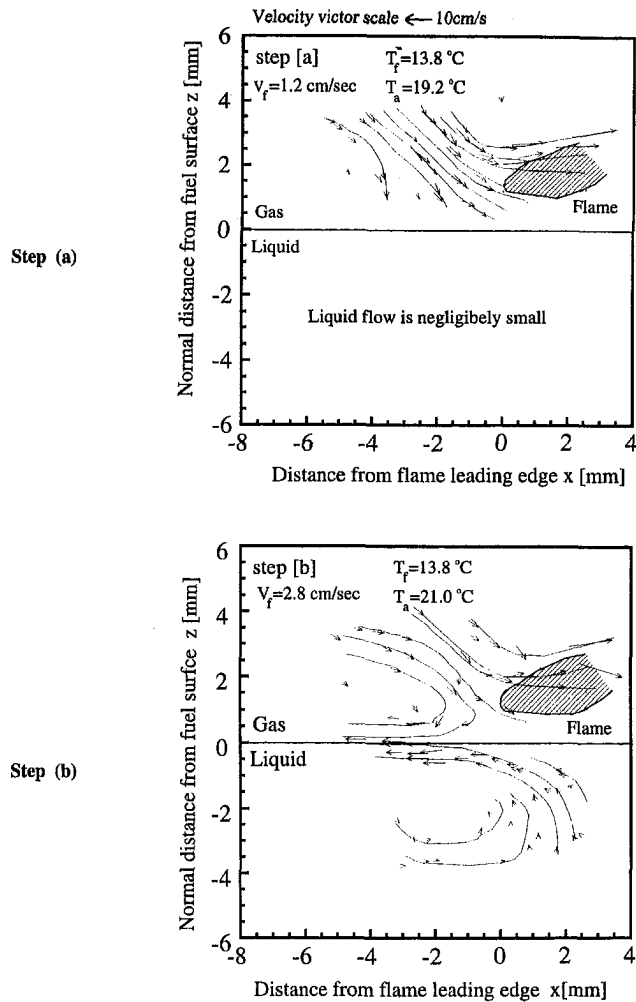 Velocity victor scale ← 10cm/s
step [a]
T_f=13.8 °C
V_f=1.2 cm/sec
T_a=19.2 °C
6
4
2
0
-2
-4
-6
Normal distance from fuel surface z [mm]
Gas
Flame
Step (a)
Liquid
Liquid flow is negligibely small
-8
-6
-4
-2
0
2
4
Distance from flame leading edge x [mm]
step [b]
T_f=13.8 °C
V_f=2.8 cm/sec
T_a=21.0 °C
6
4
2
0
-2
-4
-6
Normal distance from fuel surfce z [mm]
Gas
Flame
Step (b)
Liquid
-8
-6
-4
-2
0
2
4
Distance from flame leading edge x[mm]